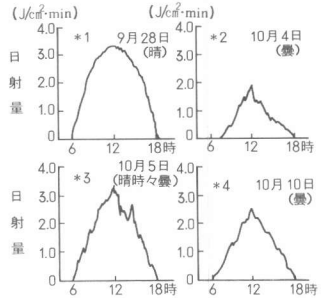 (J/cm²·min) (J/cm²·min)
4.0 *1 9月28日 4.0 *2 10月4日
(晴) (曇)
日 3.0 3.0
射 2.0 2.0
量 1.0 1.0
0 0
6 12 18時 6 12 18時
4.0 *3 10月5日 4.0 *4 10月10日
(晴時々曇) (曇)
日 3.0 3.0
射 2.0 2.0
量 1.0 1.0
0 0
6 12 18時 6 12 18時